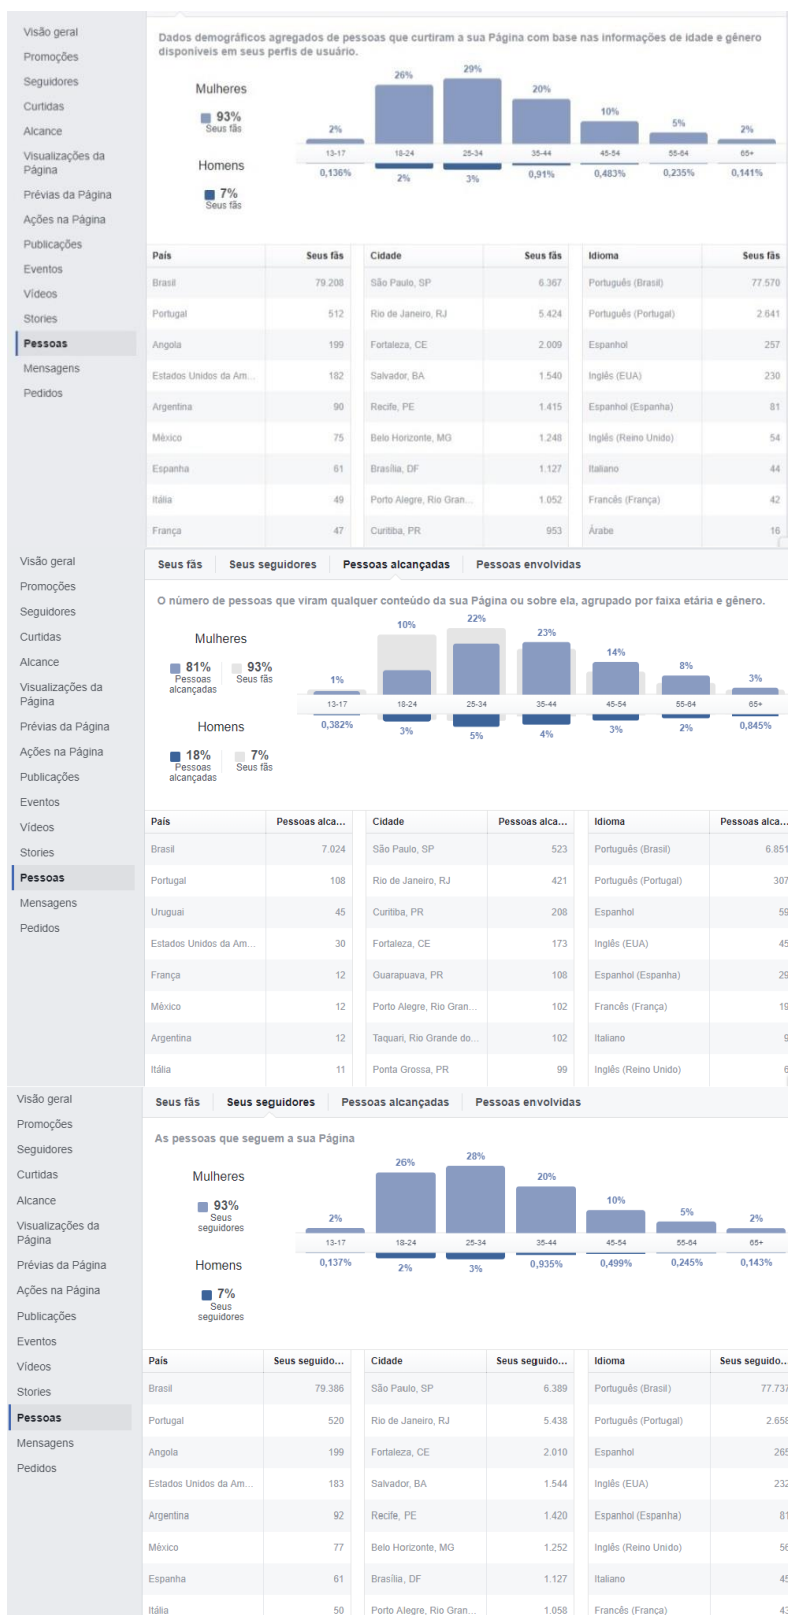 Visão geral
Promoções
Seguidores
Curtidas
Alcance
Visualizações da
Página
Prévias da Página
Ações na Página
Publicações
Eventos
Vídeos
Stories
Pessoas
Mensagens
Pedidos
Dados demográficos agregados de pessoas que curtiram a sua Página com base nas informações de idade e gênero
disponíveis em seus perfis de usuário.
Mulheres
93%
Seus fãs
Homens
7%
Seus fãs
2% 26% 29% 20% 10% 5% 2%
13-17 18-24 25-34 35-44 45-54 55-64 65+
0,136% 2% 3% 0,91% 0,483% 0,235% 0,141%
País Seus fãs Cidade Seus fãs Idioma Seus fãs
Brasil 79.208 São Paulo, SP 6.367 Português (Brasil) 77.570
Portugal 512 Rio de Janeiro, RJ 5.424 Português (Portugal) 2.641
Angola 199 Fortaleza, CE 2.009 Espanhol 257
Estados Unidos da Am... 182 Salvador, BA 1.540 Inglês (EUA) 230
Argentina 90 Recife, PE 1.415 Espanhol (Espanha) 81
México 75 Belo Horizonte, MG 1.248 Inglês (Reino Unido) 54
Espanha 61 Brasília, DF 1.127 Italiano 44
Itália 49 Porto Alegre, Rio Gran... 1.052 Francês (França) 42
França 47 Curitiba, PR 953 Árabe 16
Visão geral
Promoções
Seguidores
Curtidas
Alcance
Visualizações da
Página
Prévias da Página
Ações na Página
Publicações
Eventos
Vídeos
Stories
Pessoas
Mensagens
Pedidos
Seus fãs Seus seguidores Pessoas alcançadas Pessoas envolvidas
O número de pessoas que viram qualquer conteúdo da sua Página ou sobre ela, agrupado por faixa etária e gênero.
Mulheres
81% 93%
Pessoas alcançadas Seus fãs
Homens
18% 7%
Pessoas alcançadas Seus fãs
1% 10% 22% 23% 14% 8% 3%
13-17 18-24 25-34 35-44 45-54 55-64 65+
0,382% 3% 5% 4% 3% 2% 0,845%
País Pessoas alca... Cidade Pessoas alca... Idioma Pessoas alca...
Brasil 7.024 São Paulo, SP 523 Português (Brasil) 6.851
Portugal 108 Rio de Janeiro, RJ 421 Português (Portugal) 307
Uruguai 45 Curitiba, PR 208 Espanhol 59
Estados Unidos da Am... 30 Fortaleza, CE 173 Inglês (EUA) 45
França 12 Guarapuava, PR 108 Espanhol (Espanha) 29
México 12 Porto Alegre, Rio Gran... 102 Francês (França) 19
Argentina 12 Taquari, Rio Grande do... 102 Italiano 9
Itália 11 Ponta Grossa, PR 99 Inglês (Reino Unido) 6
Visão geral
Promoções
Seguidores
Curtidas
Alcance
Visualizações da
Página
Prévias da Página
Ações na Página
Publicações
Eventos
Vídeos
Stories
Pessoas
Mensagens
Pedidos
Seus fãs Seus seguidores Pessoas alcançadas Pessoas envolvidas
As pessoas que seguem a sua Página
Mulheres
93%
Seus
seguidores
Homens
7%
Seus
seguidores
2% 26% 28% 20% 10% 5% 2%
13-17 18-24 25-34 35-44 45-54 55-64 65+
0,137% 2% 3% 0,935% 0,499% 0,245% 0,143%
País Seus seguido... Cidade Seus seguido... Idioma Seus seguido...
Brasil 79.386 São Paulo, SP 6.389 Português (Brasil) 77.737
Portugal 520 Rio de Janeiro, RJ 5.438 Português (Portugal) 2.658
Angola 199 Fortaleza, CE 2.010 Espanhol 265
Estados Unidos da Am... 183 Salvador, BA 1.544 Inglês (EUA) 232
Argentina 92 Recife, PE 1.420 Espanhol (Espanha) 81
México 77 Belo Horizonte, MG 1.252 Inglês (Reino Unido) 56
Espanha 61 Brasília, DF 1.127 Italiano 45
Itália 50 Porto Alegre, Rio Gran... 1.058 Francês (França) 43